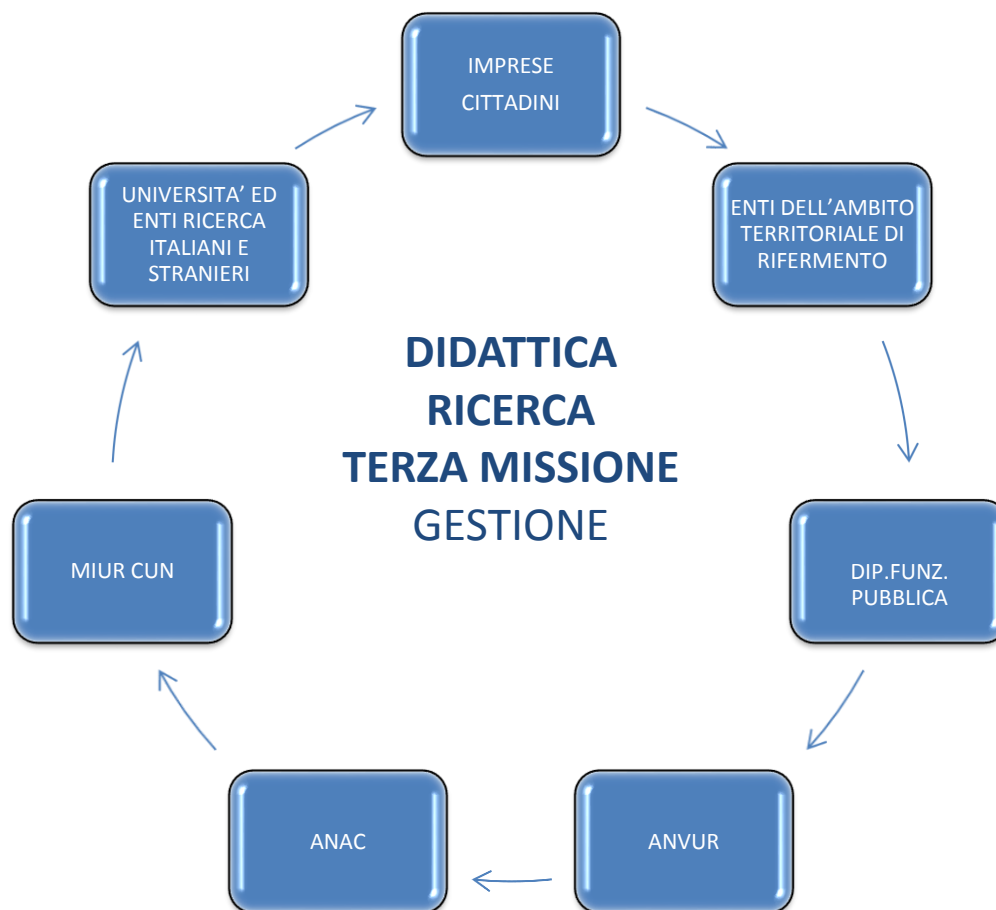 IMPRESE
CITTADINI
ENTI DELL’AMBITO
TERRITORIALE DI
RIFERMENTO
DIP.FUNZ.
PUBBLICA
ANVUR
ANAC
MIUR CUN
UNIVERSITA’ ED
ENTI RICERCA
ITALIANI E
STRANIERI
DIDATTICA
RICERCA
TERZA MISSIONE
GESTIONE